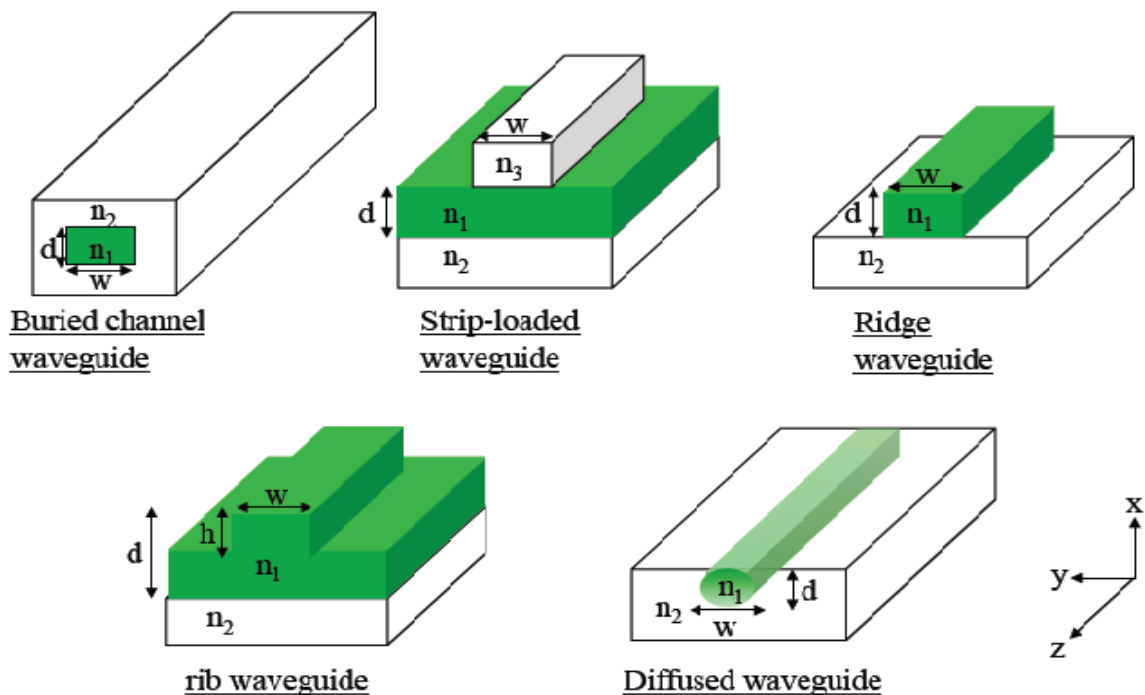 n₂
d
n₁
w
Buried channel
waveguide
w
n₃
d
n₁
n₂
Strip-loaded
waveguide
w
d
n₁
n₂
Ridge
waveguide
w
h
d
n₁
n₂
rib waveguide
n₁
d
n₂
w
Diffused waveguide
x
y
z